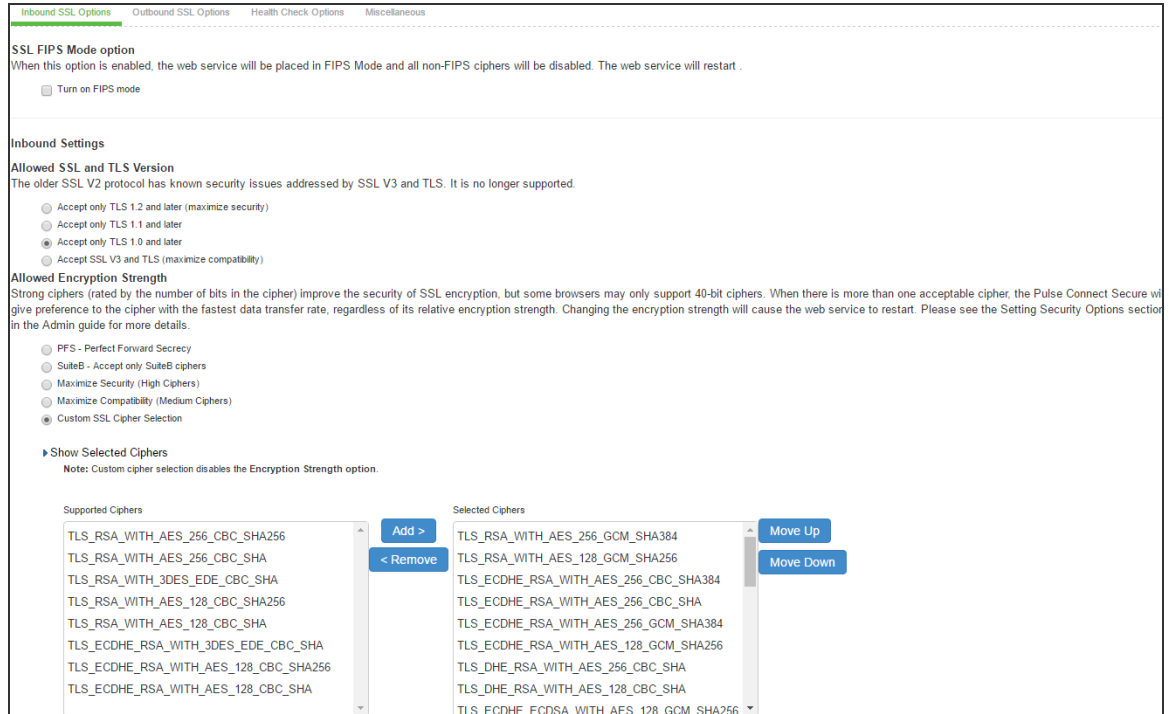 Inbound SSL Options Outbound SSL Options Health Check Options Miscellaneous
SSL FIPS Mode option
When this option is enabled, the web service will be placed in FIPS Mode and all non-FIPS ciphers will be disabled. The web service will restart .
Turn on FIPS mode
Inbound Settings
Allowed SSL and TLS Version
The older SSL V2 protocol has known security issues addressed by SSL V3 and TLS. It is no longer supported.
Accept only TLS 1.2 and later (maximize security)
Accept only TLS 1.1 and later
Accept only TLS 1.0 and later
Accept SSL V3 and TLS (maximize compatibility)
Allowed Encryption Strength
Strong ciphers (rated by the number of bits in the cipher) improve the security of SSL encryption, but some browsers may only support 40-bit ciphers. When there is more than one acceptable cipher, the Pulse Connect Secure wi
give preference to the cipher with the fastest data transfer rate, regardless of its relative encryption strength. Changing the encryption strength will cause the web service to restart. Please see the Setting Security Options section
in the Admin guide for more details.
PFS - Perfect Forward Secrecy
SuiteB - Accept only SuiteB ciphers
Maximize Security (High Ciphers)
Maximize Compatibility (Medium Ciphers)
Custom SSL Cipher Selection
Show Selected Ciphers
Note: Custom cipher selection disables the Encryption Strength option.
Supported Ciphers
TLS_RSA_WITH_AES_256_CBC_SHA256
TLS_RSA_WITH_AES_256_CBC_SHA
TLS_RSA_WITH_3DES_EDE_CBC_SHA
TLS_RSA_WITH_AES_128_CBC_SHA256
TLS_RSA_WITH_AES_128_CBC_SHA
TLS_ECDHE_RSA_WITH_3DES_EDE_CBC_SHA
TLS_ECDHE_RSA_WITH_AES_128_CBC_SHA256
TLS_ECDHE_RSA_WITH_AES_128_CBC_SHA
Add >
< Remove
Selected Ciphers
TLS_RSA_WITH_AES_256_GCM_SHA384
TLS_RSA_WITH_AES_128_GCM_SHA256
TLS_ECDHE_RSA_WITH_AES_256_CBC_SHA384
TLS_ECDHE_RSA_WITH_AES_256_CBC_SHA
TLS_ECDHE_RSA_WITH_AES_256_GCM_SHA384
TLS_ECDHE_RSA_WITH_AES_128_GCM_SHA256
TLS_DHE_RSA_WITH_AES_256_CBC_SHA
TLS_DHE_RSA_WITH_AES_128_CBC_SHA
TLS_ECDHE_ECDSA_WITH_AES_128_GCM_SHA256
Move Up
Move Down